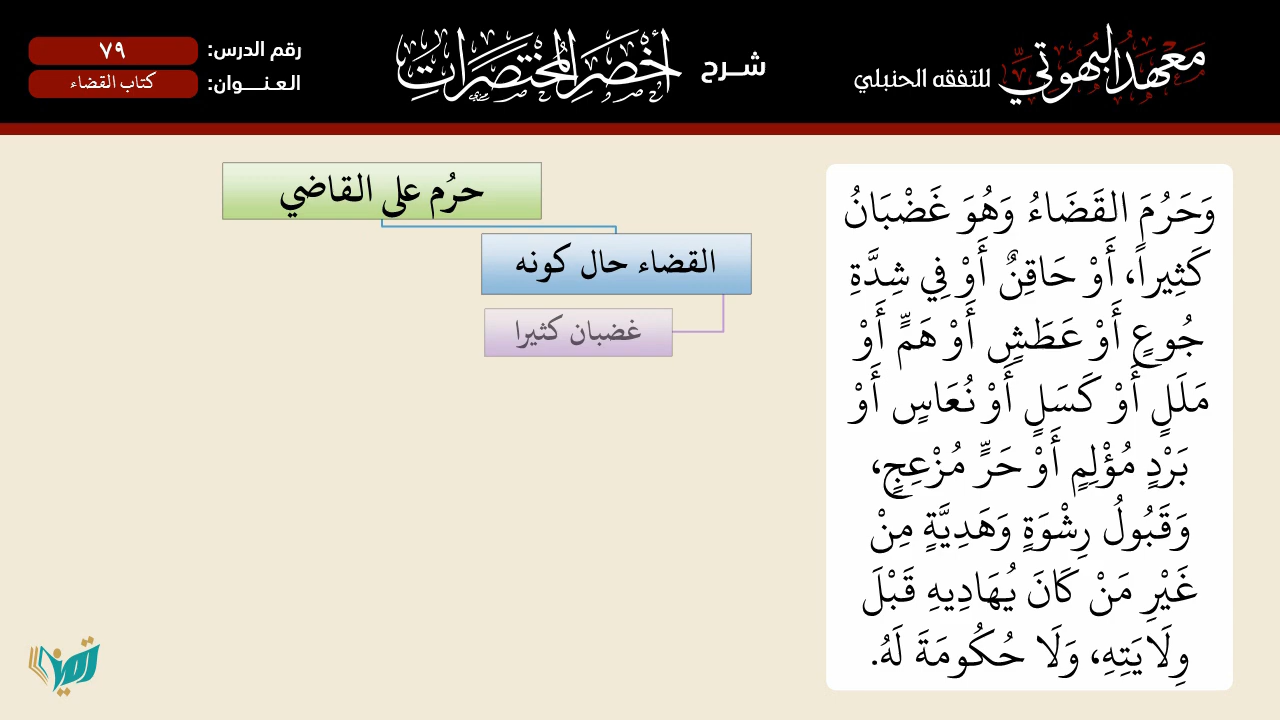 معهد البهوتي
للتفقه الحنبلي
شرح
أخصر المختصرات
رقم الدرس:
٧٩
العنوان:
كتاب القضاء
وَحَرُمَ القَضَاءُ وَهُوَ غَضْبَانُ
كَثِيراً، أَوْ حَاقِنٌ أَوْ فِي شِدَّةِ
جُوعٍ أَوْ عَطَشٍ أَوْ هَمٍّ أَوْ
مَلَلٍ أَوْ كَسَلٍ أَوْ نُعَاسٍ أَوْ
بَرْدٍ مُؤْلِمٍ أَوْ حَرٍّ مُزْعِجٍ،
وَقَبُولُ رِشْوَةٍ وَهَدِيَّةٍ مِنْ
غَيْرِ مَنْ كَانَ يُهَادِيهِ قَبْلَ
وِلَايَتِهِ، وَلَا حُكُومَةَ لَهُ.
حرُم على القاضي
القضاء حال كونه
غضبان كثيرا